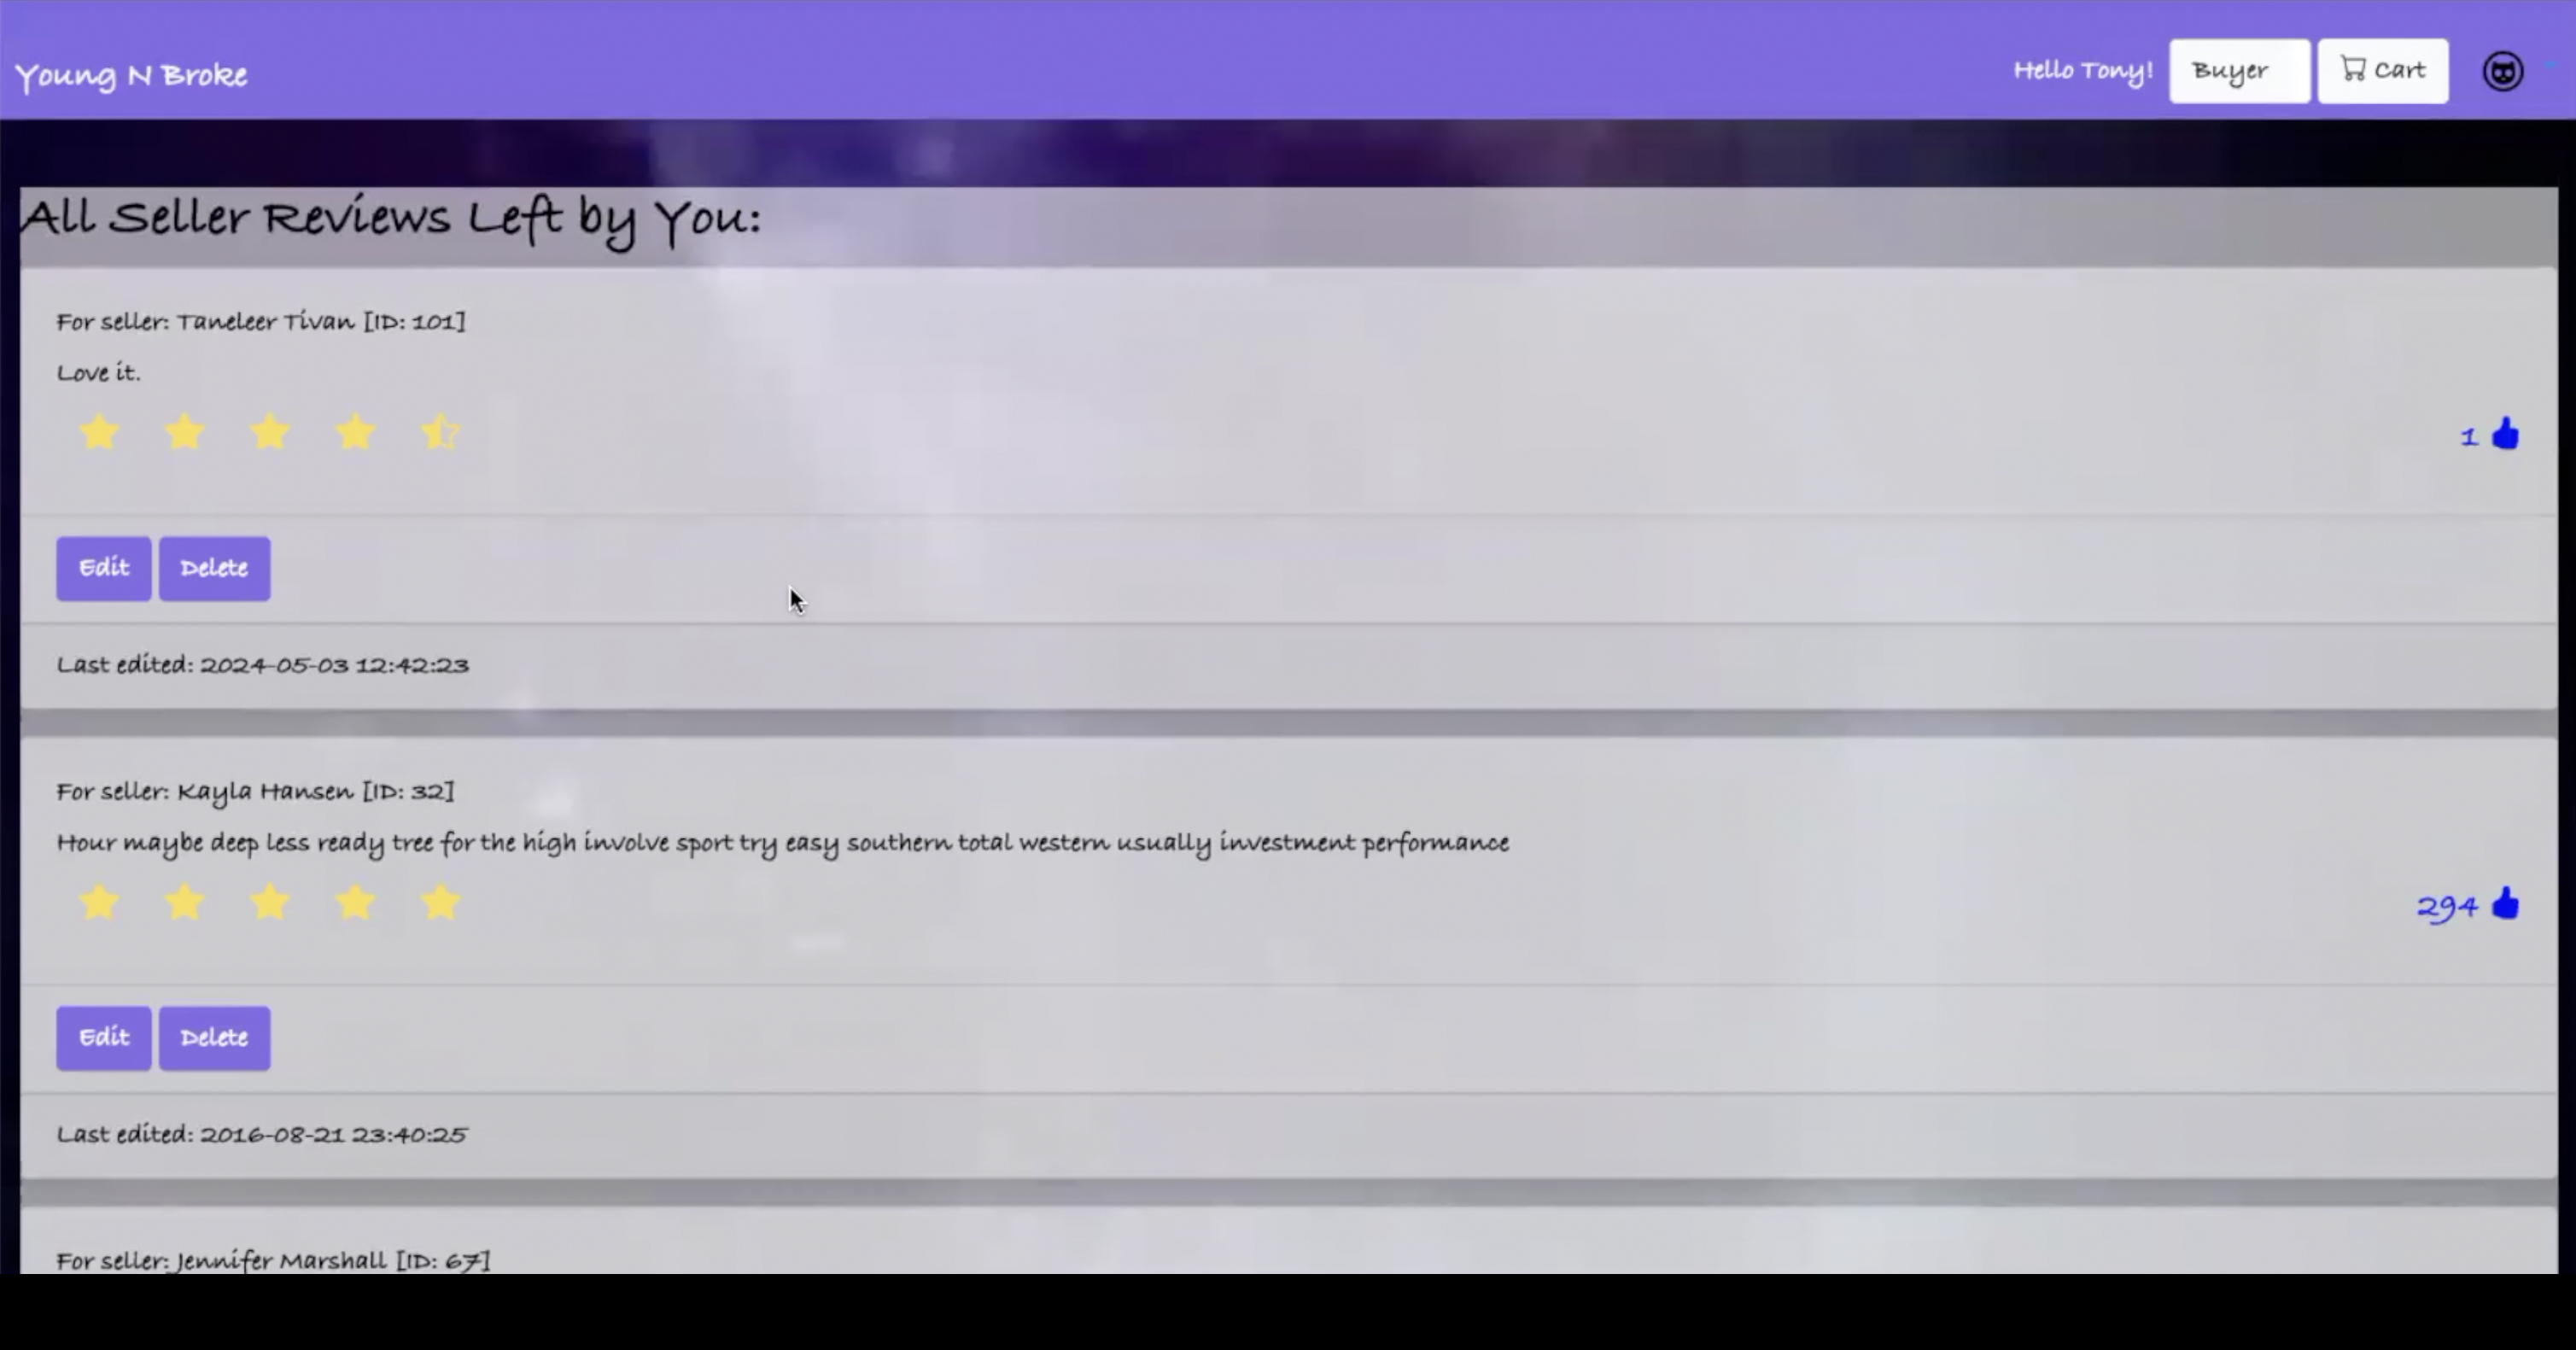 Young N Broke
Hello Tony! Buyer Cart
All Seller Reviews Left by You:
For seller: Taneleer Tivan [ID: 101]
Love it.
1
Edit Delete
Last edited: 2024-05-03 12:42:23
For seller: Kayla Hansen [ID: 32]
Hour maybe deep less ready tree for the high involve sport try easy southern total western usually investment performance
294
Edit Delete
Last edited: 2016-08-21 23:40:25
For seller: Jennifer Marshall [ID: 67]